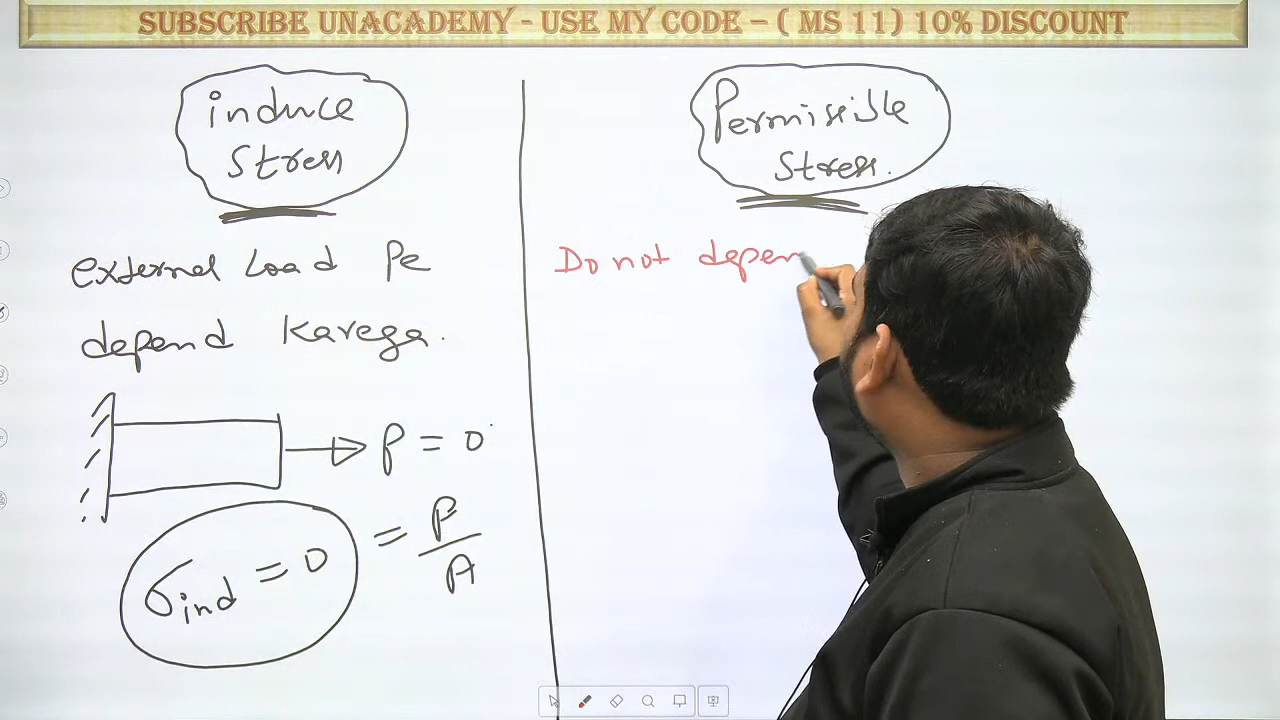 SUBSCRIBE UNACADEMY - USE MY CODE – ( MS 11) 10% DISCOUNT
induce
stress
external Load Pe
depend Karega.
P = 0
σind = 0 = P/A
Permissible
stress.
Do not depen